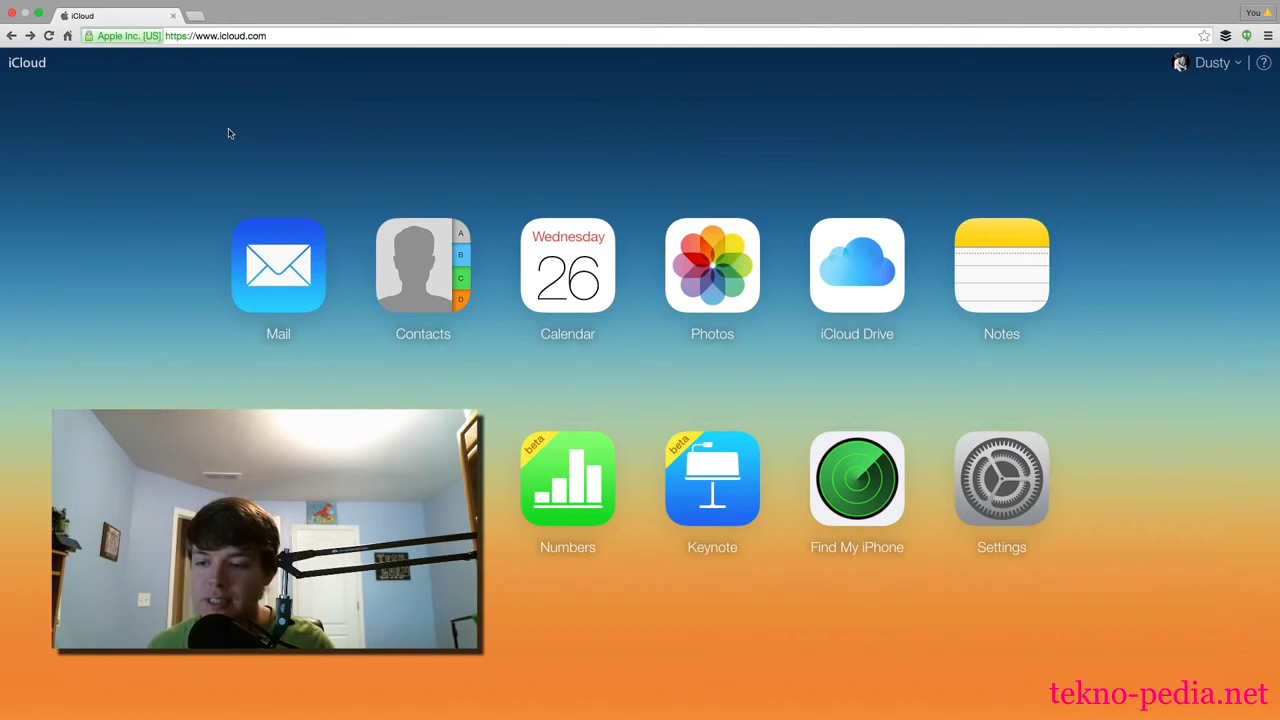 iCloud
You
Apple Inc. [US] https://www.icloud.com
iCloud
Dusty
?
A
B
C
D
Wednesday
26
Mail
Contacts
Calendar
Photos
iCloud Drive
Notes
beta
beta
Numbers
Keynote
Find My iPhone
Settings
tekno-pedia.net